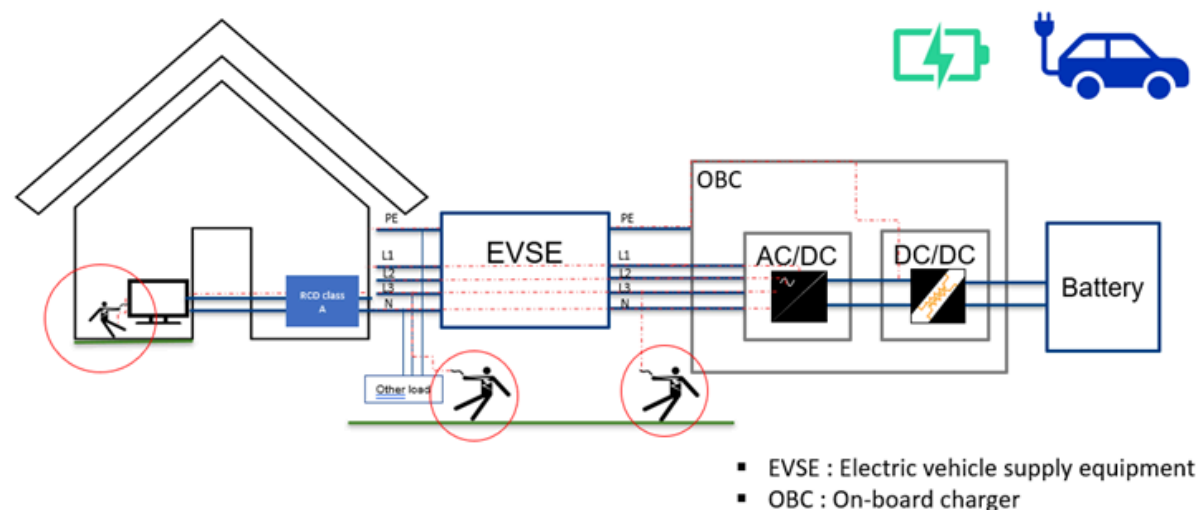 OBC
PE
PE
EVSE
L1
L2
L3
N
L1
L2
L3
N
AC/DC
DC/DC
Battery
RCD class
A
Other load
▪ EVSE : Electric vehicle supply equipment
▪ OBC : On-board charger